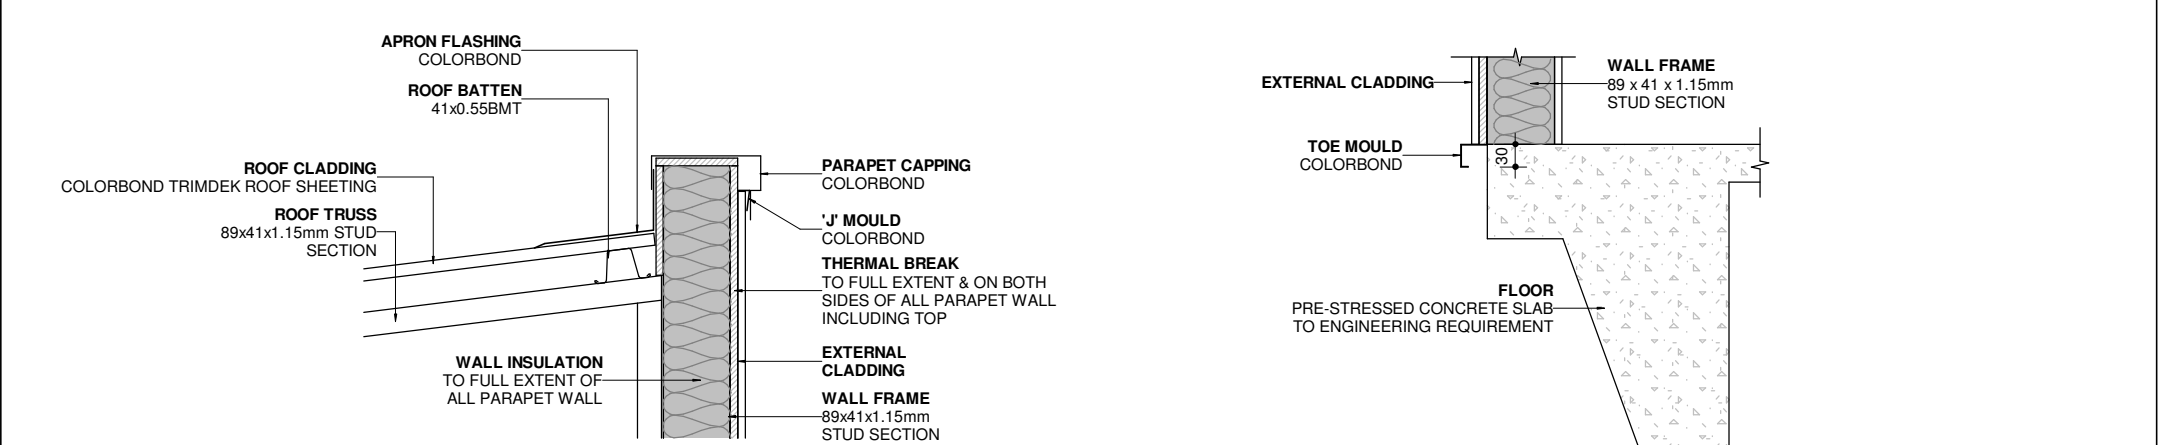 APRON FLASHING
COLORBOND
ROOF BATTEN
41x0.55BMT
ROOF CLADDING
COLORBOND TRIMDEK ROOF SHEETING
ROOF TRUSS
89x41x1.15mm STUD
SECTION
WALL INSULATION
TO FULL EXTENT OF
ALL PARAPET WALL
PARAPET CAPPING
COLORBOND
'J' MOULD
COLORBOND
THERMAL BREAK
TO FULL EXTENT & ON BOTH
SIDES OF ALL PARAPET WALL
INCLUDING TOP
EXTERNAL
CLADDING
WALL FRAME
89x41x1.15mm
STUD SECTION
EXTERNAL CLADDING
WALL FRAME
89 x 41 x 1.15mm
STUD SECTION
TOE MOULD
COLORBOND
30
FLOOR
PRE-STRESSED CONCRETE SLAB
TO ENGINEERING REQUIREMENT